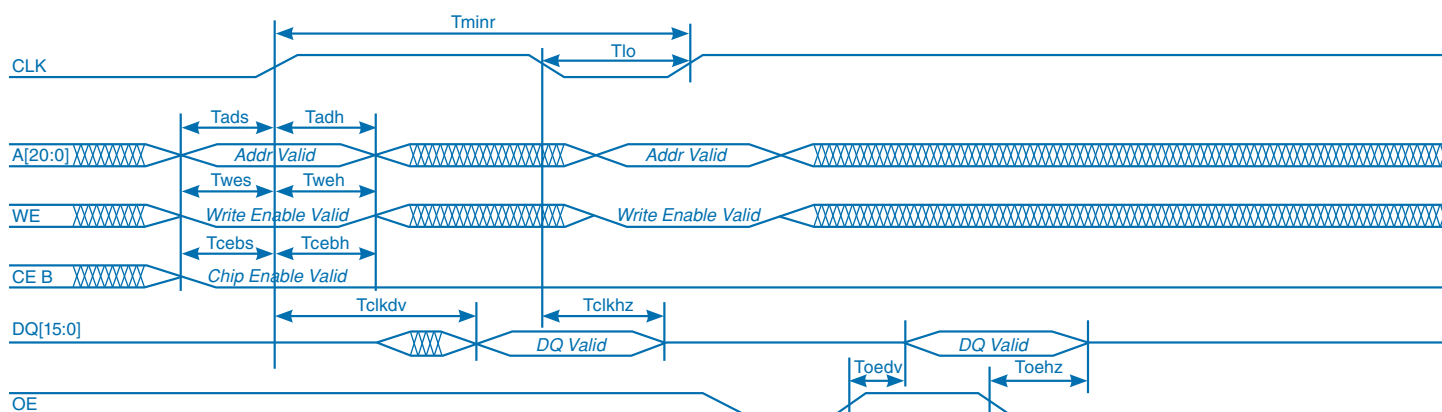 Tminr
CLK
Tlo
Tads Tadh
A[20:0] Addr Valid Addr Valid
Twes Tweh
WE Write Enable Valid Write Enable Valid
Tcebs Tcebh
CE B Chip Enable Valid
Tclkdv Tclkhz
DQ[15:0] DQ Valid DQ Valid
Toedv Toehz
OE